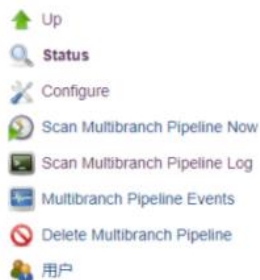 Up
Status
Configure
Scan Multibranch Pipeline Now
Scan Multibranch Pipeline Log
Multibranch Pipeline Events
Delete Multibranch Pipeline
用户